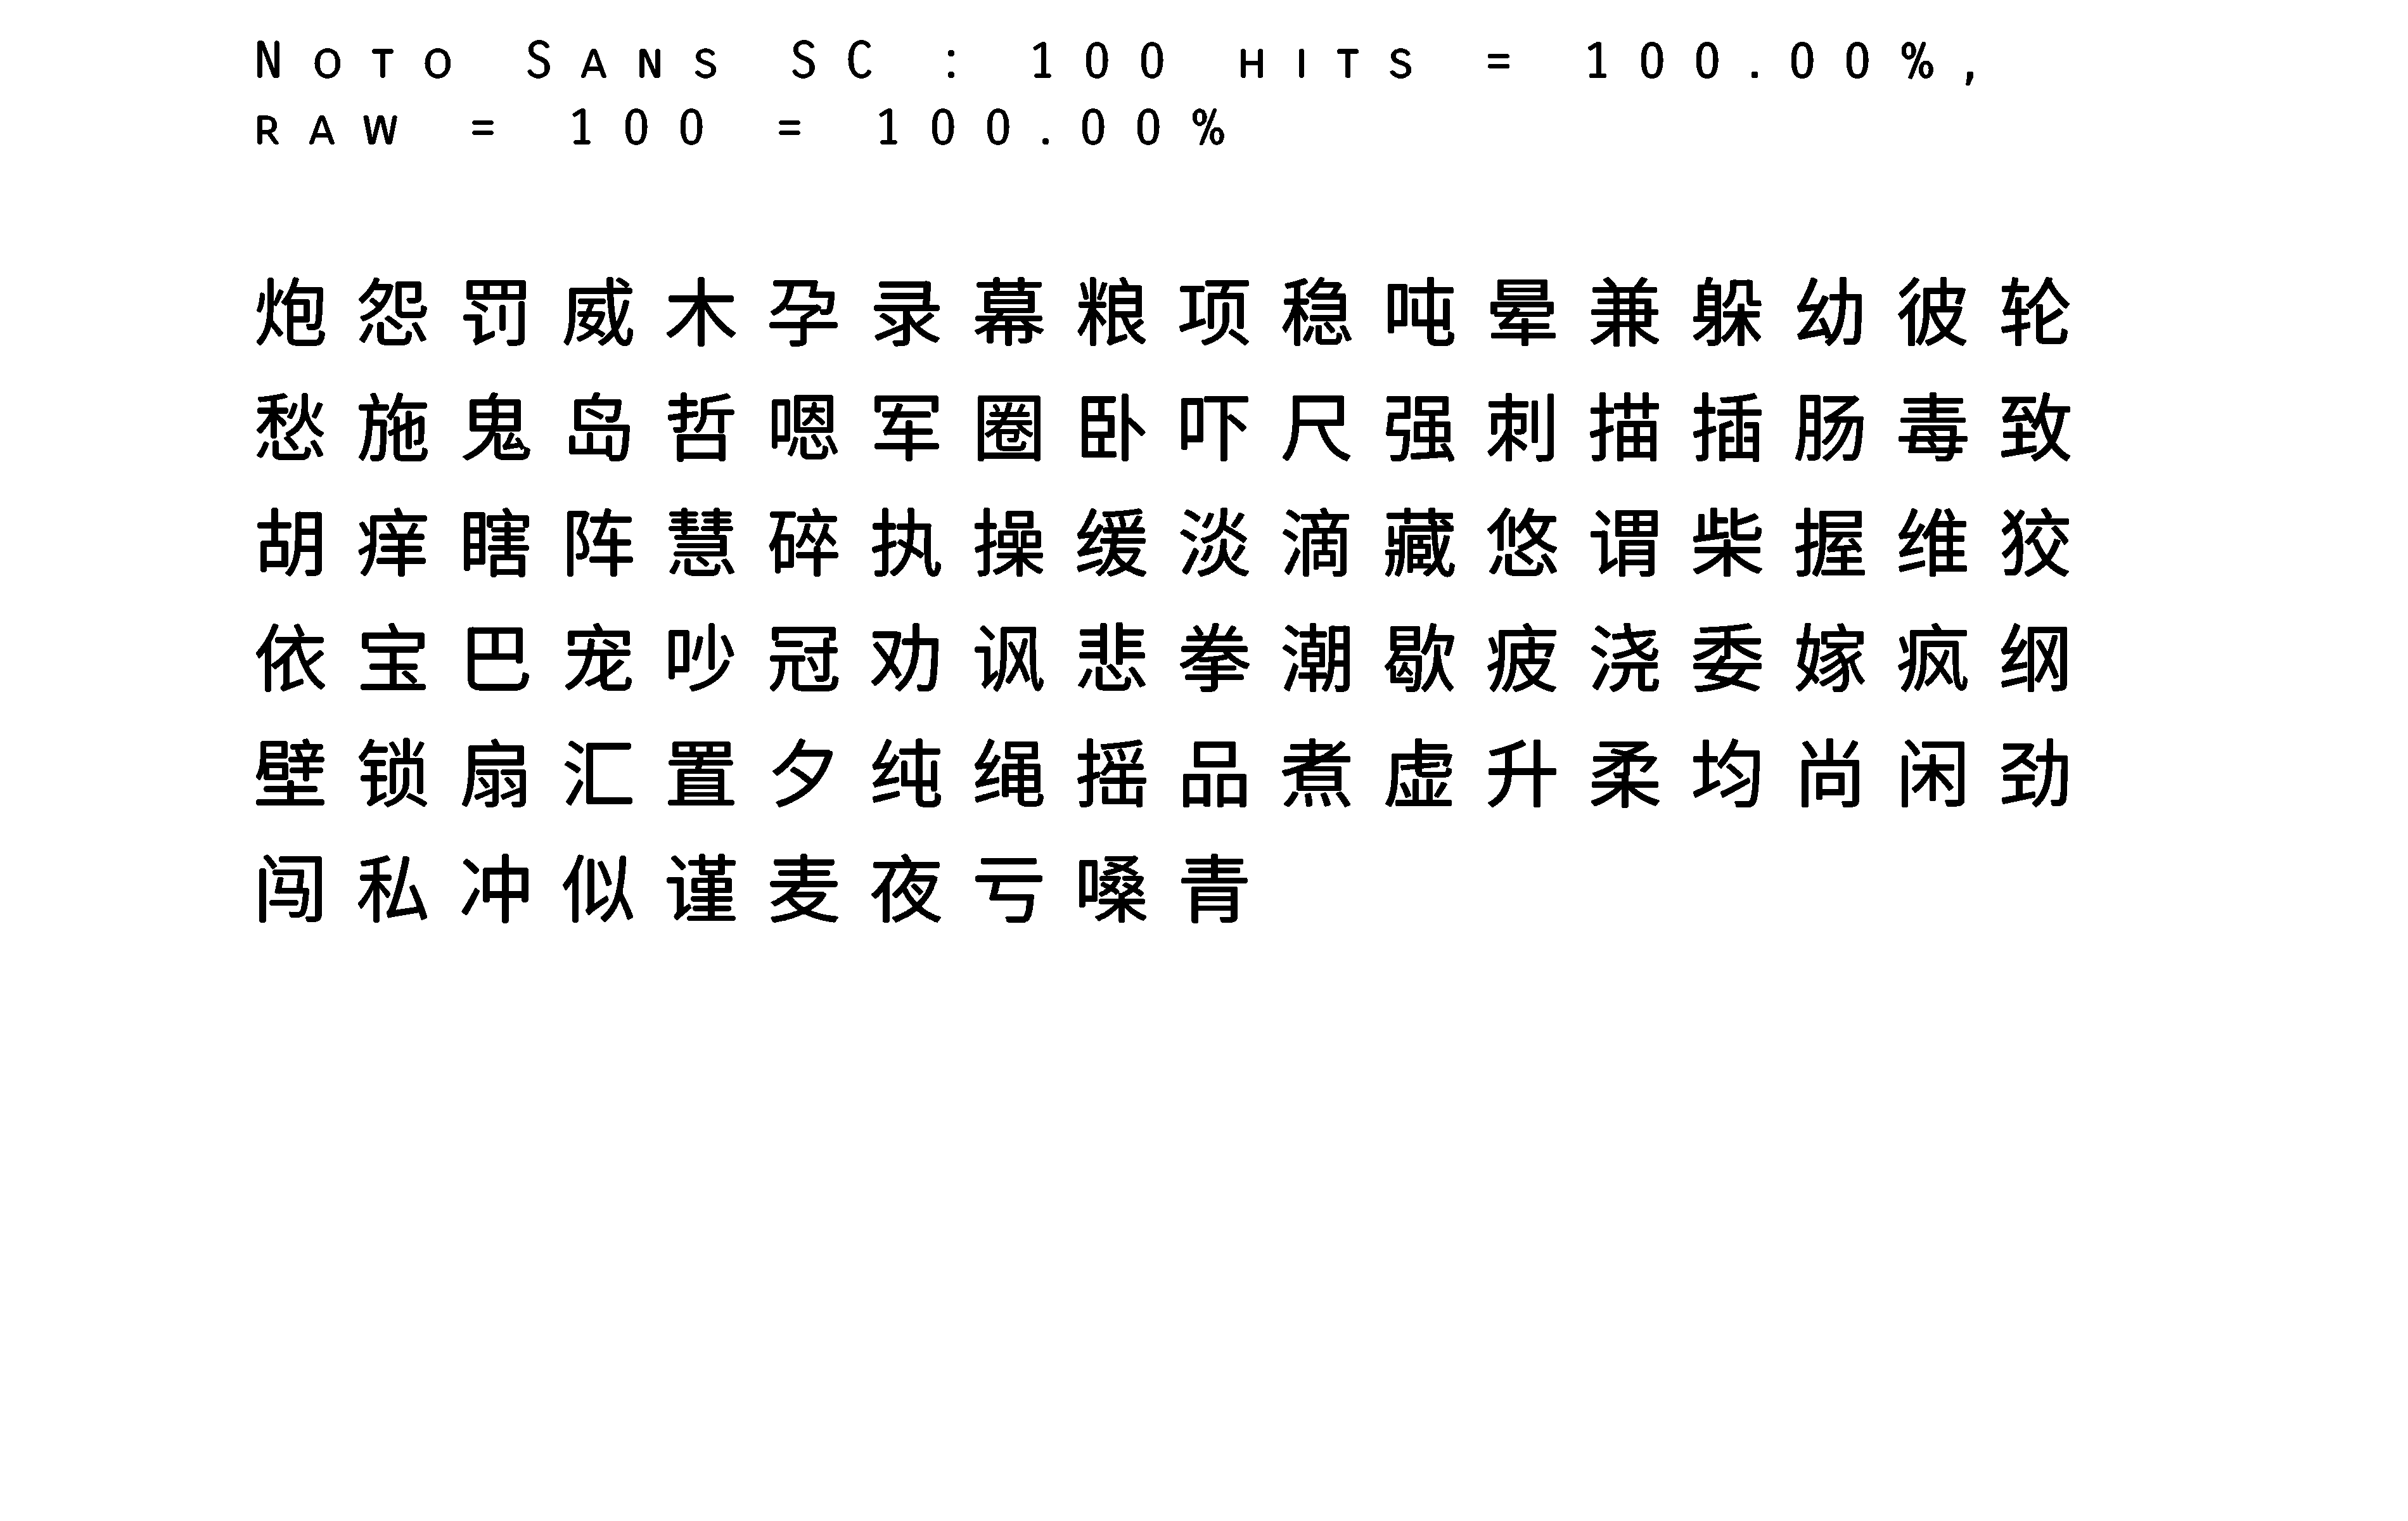 Noto Sans SC : 100 hits = 100.00%,
raw = 100 = 100.00%
炮怨罚威木孕录幕粮项稳吨晕兼躲幼彼轮
愁施鬼岛哲嗯军圈卧吓尺强刺描插肠毒致
胡痒瞎阵慧碎执操缓淡滴藏悠谓柴握维狡
依宝巴宠吵冠劝讽悲拳潮歇疲浇委嫁疯纲
壁锁扇汇置夕纯绳摇品煮虚升柔均尚闲劲
闯私冲似谨麦夜亏嗓青